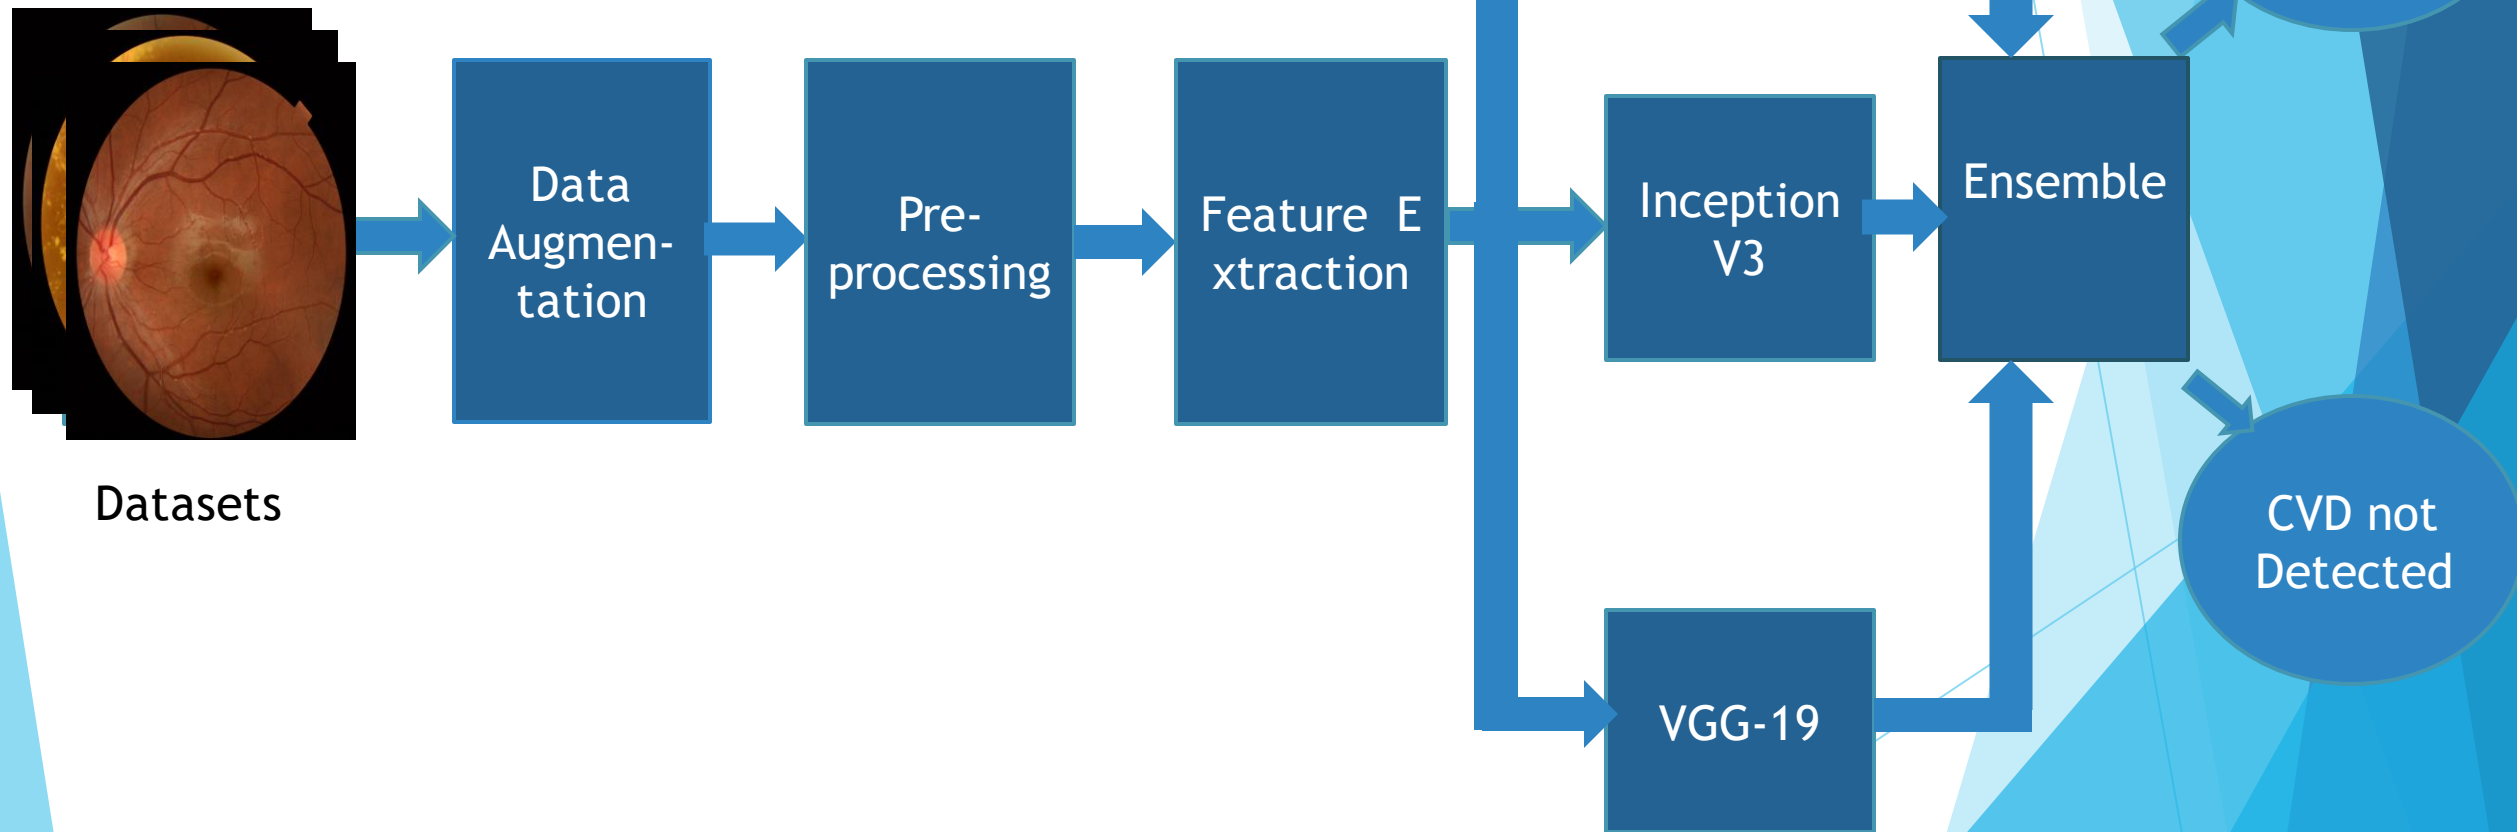 Data
Augmen-
tation
Pre-
processing
Feature E
xtraction
Inception
V3
Ensemble
Datasets
CVD not
Detected
VGG-19